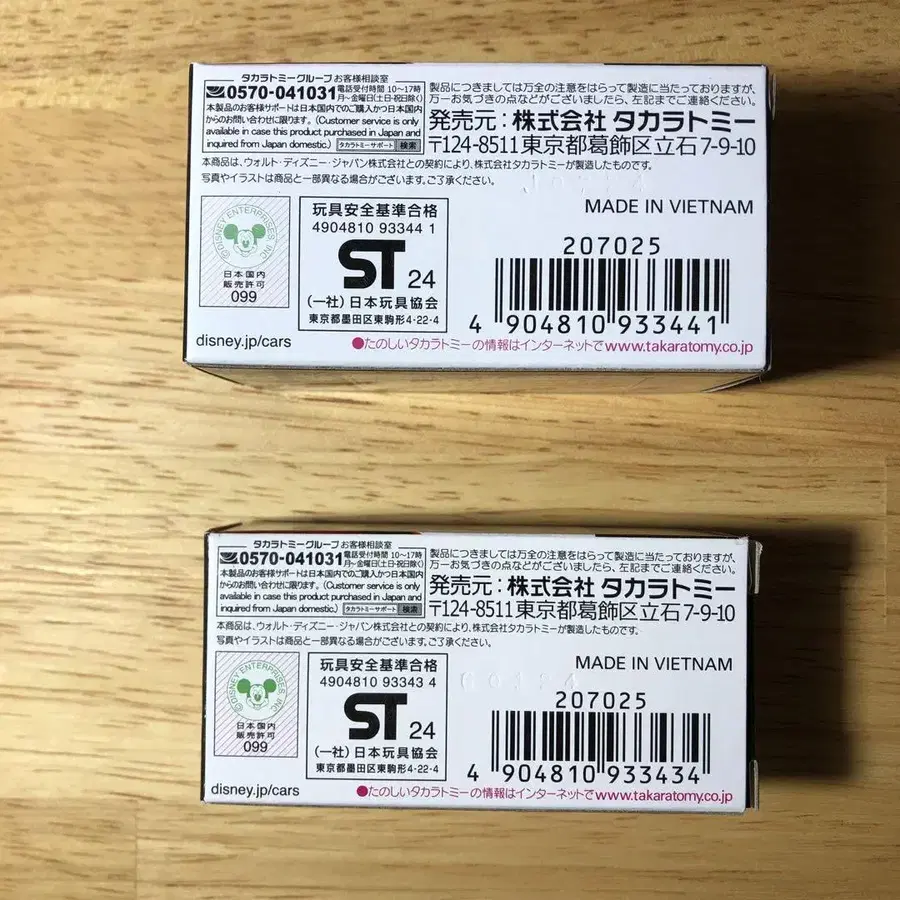 タカラトミーグループ お客様相談室
0570-041031 電話受付時間 10〜17時
月〜金曜日(土日・祝日除く)
本製品のお客様サポートは日本国内でのご購入かつ日本国内
からのお問い合わせに限ります。(Customer service is only
available in case this product purchased in Japan and
inquired from Japan domestic.) タカラトミーサポート 検索
製品につきましては万全の注意をはらって製造に当たっておりますが、
万一お気づきの点などがございましたら、左記までご連絡ください。
発売元:株式会社 タカラトミー
〒124-8511東京都葛飾区立石7-9-10
本商品は、ウォルト・ディズニー・ジャパン株式会社との契約により、株式会社タカラトミーが製造したものです。
写真やイラストは商品と一部異なる場合がございます。ご了承ください。
MADE IN VIETNAM
©DISNEY ENTERPRISES INC
日本国内
販売許可
099
玩具安全基準合格
4904810 93344 1
ST 24
(一社)日本玩具協会
東京都墨田区東駒形4-22-4
207025
4 904810 933441
disney.jp/cars
●たのしいタカラトミーの情報はインターネットでwww.takaratomy.co.jp
タカラトミーグループ お客様相談室
0570-041031 電話受付時間 10〜17時
月〜金曜日(土日・祝日除く)
本製品のお客様サポートは日本国内でのご購入かつ日本国内
からのお問い合わせに限ります。(Customer service is only
available in case this product purchased in Japan and
inquired from Japan domestic.) タカラトミーサポート 検索
製品につきましては万全の注意をはらって製造に当たっておりますが、
万一お気づきの点などがございましたら、左記までご連絡ください。
発売元:株式会社 タカラトミー
〒124-8511東京都葛飾区立石7-9-10
本商品は、ウォルト・ディズニー・ジャパン株式会社との契約により、株式会社タカラトミーが製造したものです。
写真やイラストは商品と一部異なる場合がございます。ご了承ください。
MADE IN VIETNAM
©DISNEY ENTERPRISES INC
日本国内
販売許可
099
玩具安全基準合格
4904810 93343 4
ST 24
(一社)日本玩具協会
東京都墨田区東駒形4-22-4
207025
4 904810 933434
disney.jp/cars
●たのしいタカラトミーの情報はインターネットでwww.takaratomy.co.jp